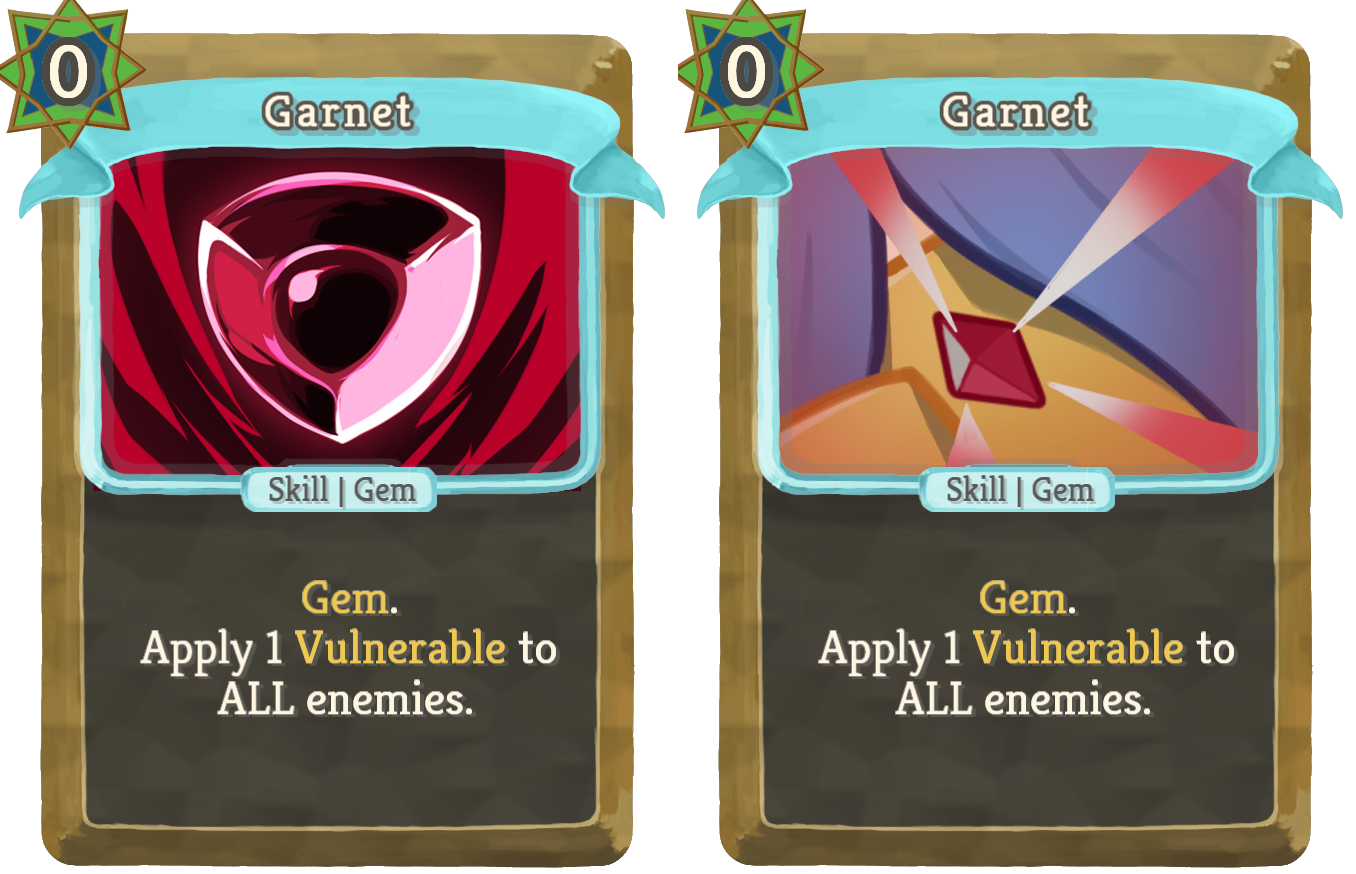 0
Garnet
Skill | Gem
Gem.
Apply 1 Vulnerable to
ALL enemies.
0
Garnet
Skill | Gem
Gem.
Apply 1 Vulnerable to
ALL enemies.